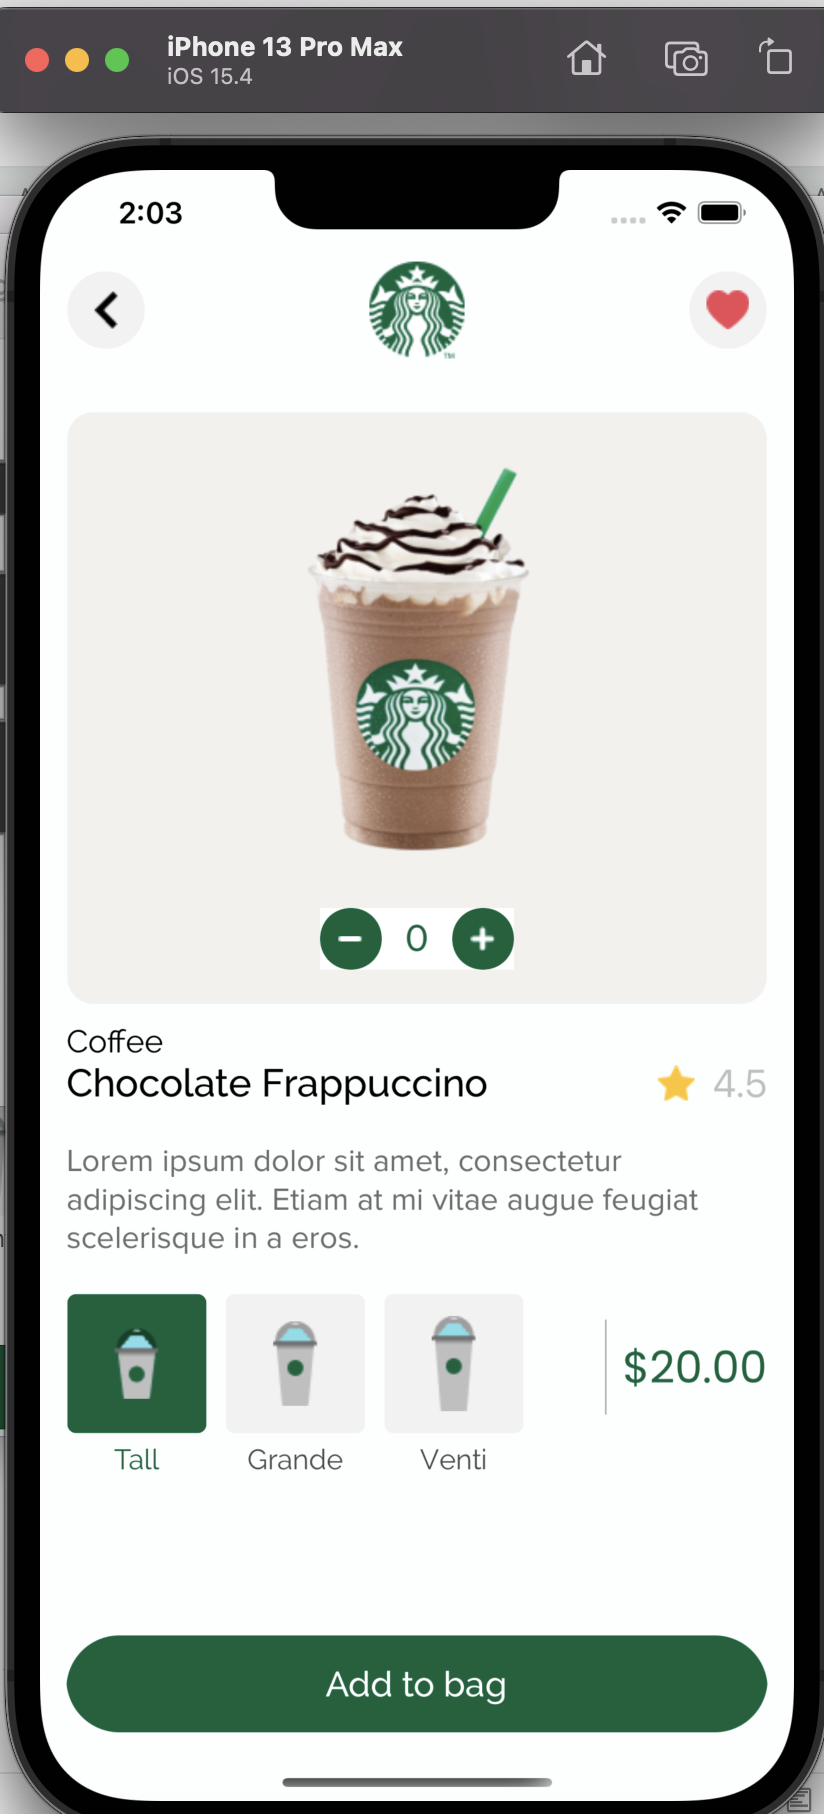 iPhone 13 Pro Max
iOS 15.4
2:03
TM
0
Coffee
Chocolate Frappuccino
4.5
Lorem ipsum dolor sit amet, consectetur
adipiscing elit. Etiam at mi vitae augue feugiat
scelerisque in a eros.
$20.00
Tall Grande Venti
Add to bag